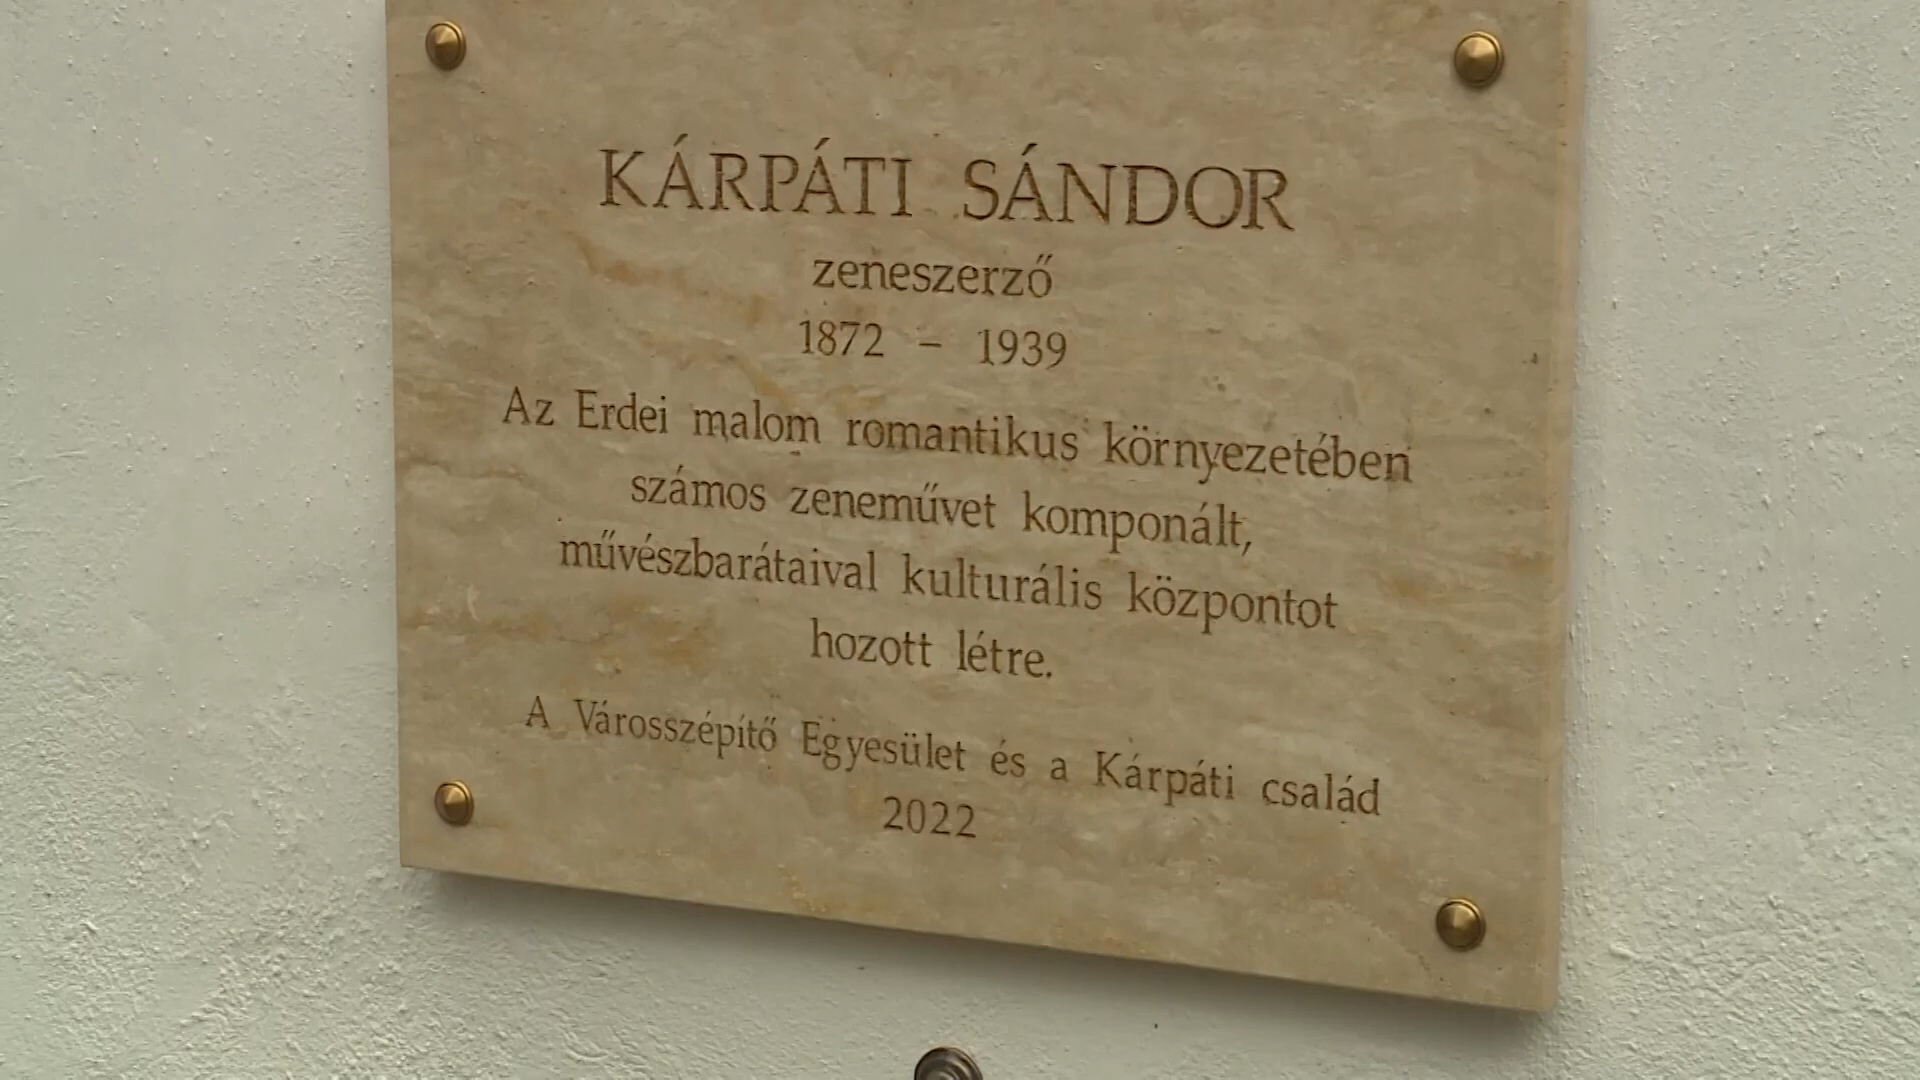 KÁRPÁTI SÁNDOR
zeneszerző
1872 – 1939
Az Erdei malom romantikus környezetében
számos zeneművet komponált,
művészbarátaival kulturális központot
hozott létre.
A Városszépítő Egyesület és a Kárpáti család
2022